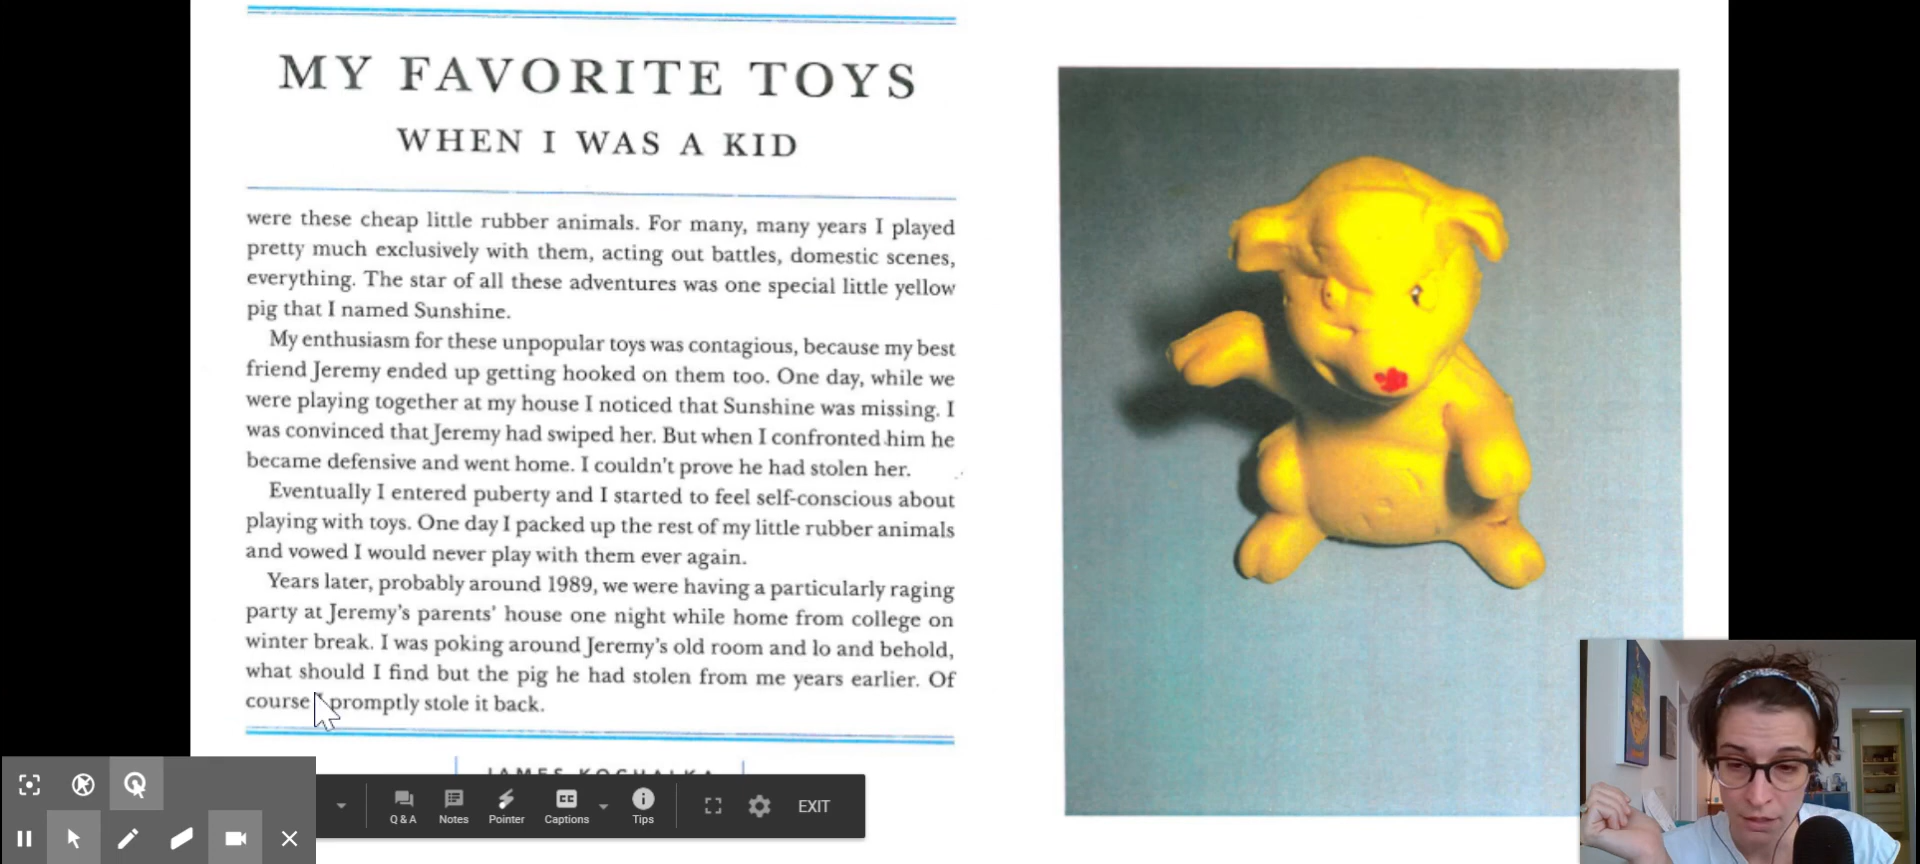 MY FAVORITE TOYS
WHEN I WAS A KID
were these cheap little rubber animals. For many, many years I played
pretty much exclusively with them, acting out battles, domestic scenes,
everything. The star of all these adventures was one special little yellow
pig that I named Sunshine.
My enthusiasm for these unpopular toys was contagious, because my best
friend Jeremy ended up getting hooked on them too. One day, while we
were playing together at my house I noticed that Sunshine was missing. I
was convinced that Jeremy had swiped her. But when I confronted him he
became defensive and went home. I couldn't prove he had stolen her.
Eventually I entered puberty and I started to feel self-conscious about
playing with toys. One day I packed up the rest of my little rubber animals
and vowed I would never play with them ever again.
Years later, probably around 1989, we were having a particularly raging
party at Jeremy's parents' house one night while home from college on
winter break. I was poking around Jeremy's old room and lo and behold,
what should I find but the pig he had stolen from me years earlier. Of
course I promptly stole it back.
JAMES KOCHALKA
Q & A Notes Pointer CC Captions Tips EXIT